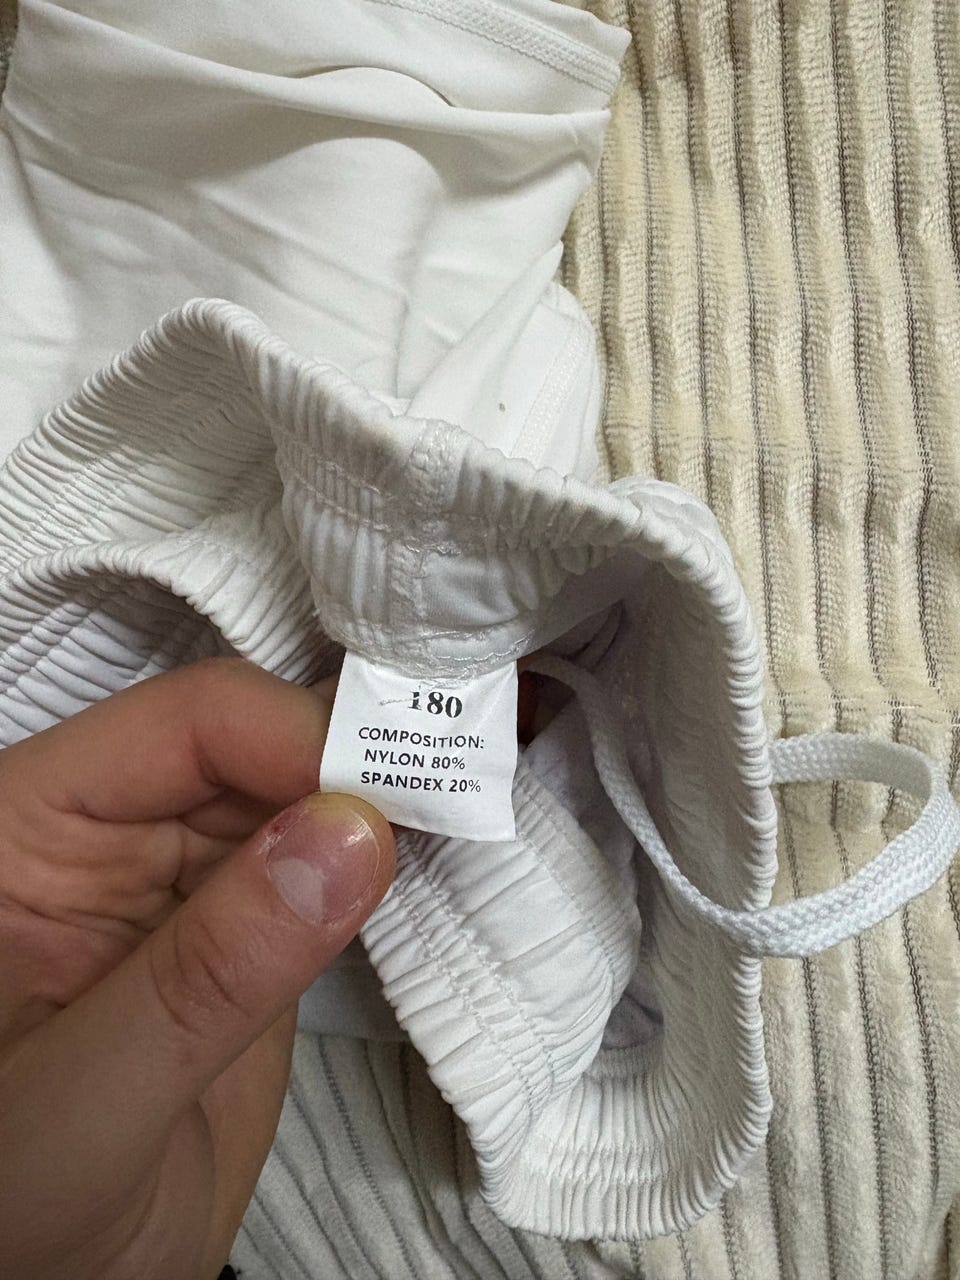 180
COMPOSITION:
NYLON 80%
SPANDEX 20%